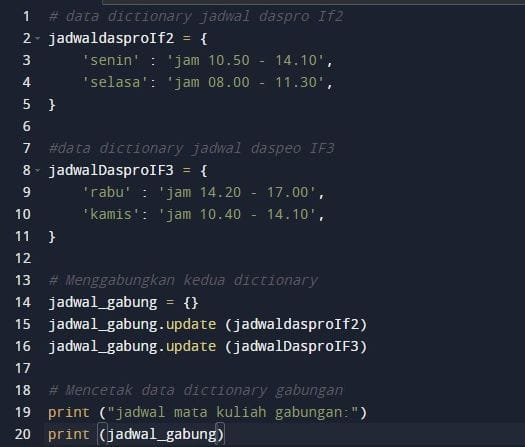 1 # data dictionary jadwal daspro If2
2 jadwaldasproIf2 = {
3     'senin' : 'jam 10.50 - 14.10',
4     'selasa': 'jam 08.00 - 11.30',
5 }
6
7 #data dictionary jadwal daspeo IF3
8 jadwalDasproIF3 = {
9     'rabu' : 'jam 14.20 - 17.00',
10     'kamis': 'jam 10.40 - 14.10',
11 }
12
13 # Menggabungkan kedua dictionary
14 jadwal_gabung = {}
15 jadwal_gabung.update (jadwaldasproIf2)
16 jadwal_gabung.update (jadwalDasproIF3)
17
18 # Mencetak data dictionary gabungan
19 print ("jadwal mata kuliah gabungan:")
20 print (jadwal_gabung)